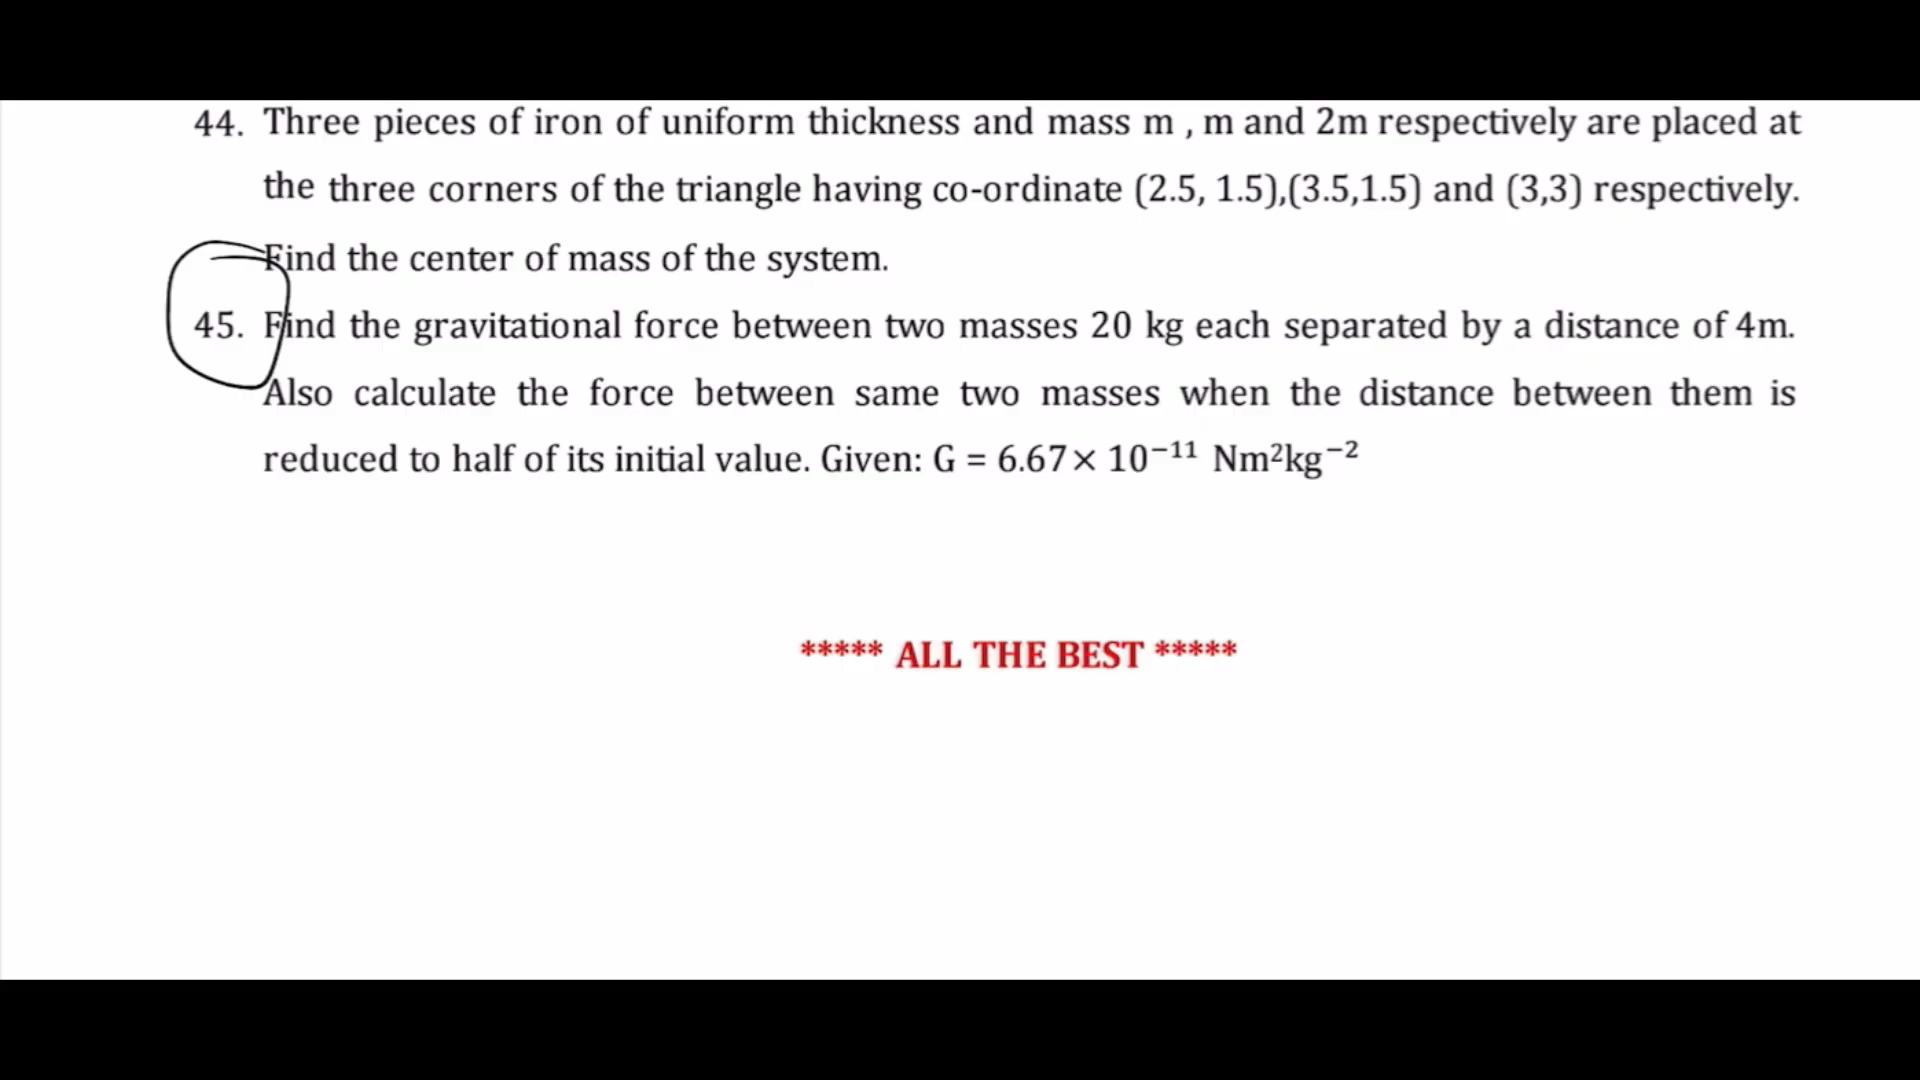 44. Three pieces of iron of uniform thickness and mass m , m and 2m respectively are placed at
the three corners of the triangle having co-ordinate (2.5, 1.5),(3.5,1.5) and (3,3) respectively.
Find the center of mass of the system.
45. Find the gravitational force between two masses 20 kg each separated by a distance of 4m.
Also calculate the force between same two masses when the distance between them is
reduced to half of its initial value. Given: G = 6.67× 10⁻¹¹ Nm²kg⁻²
***** ALL THE BEST *****